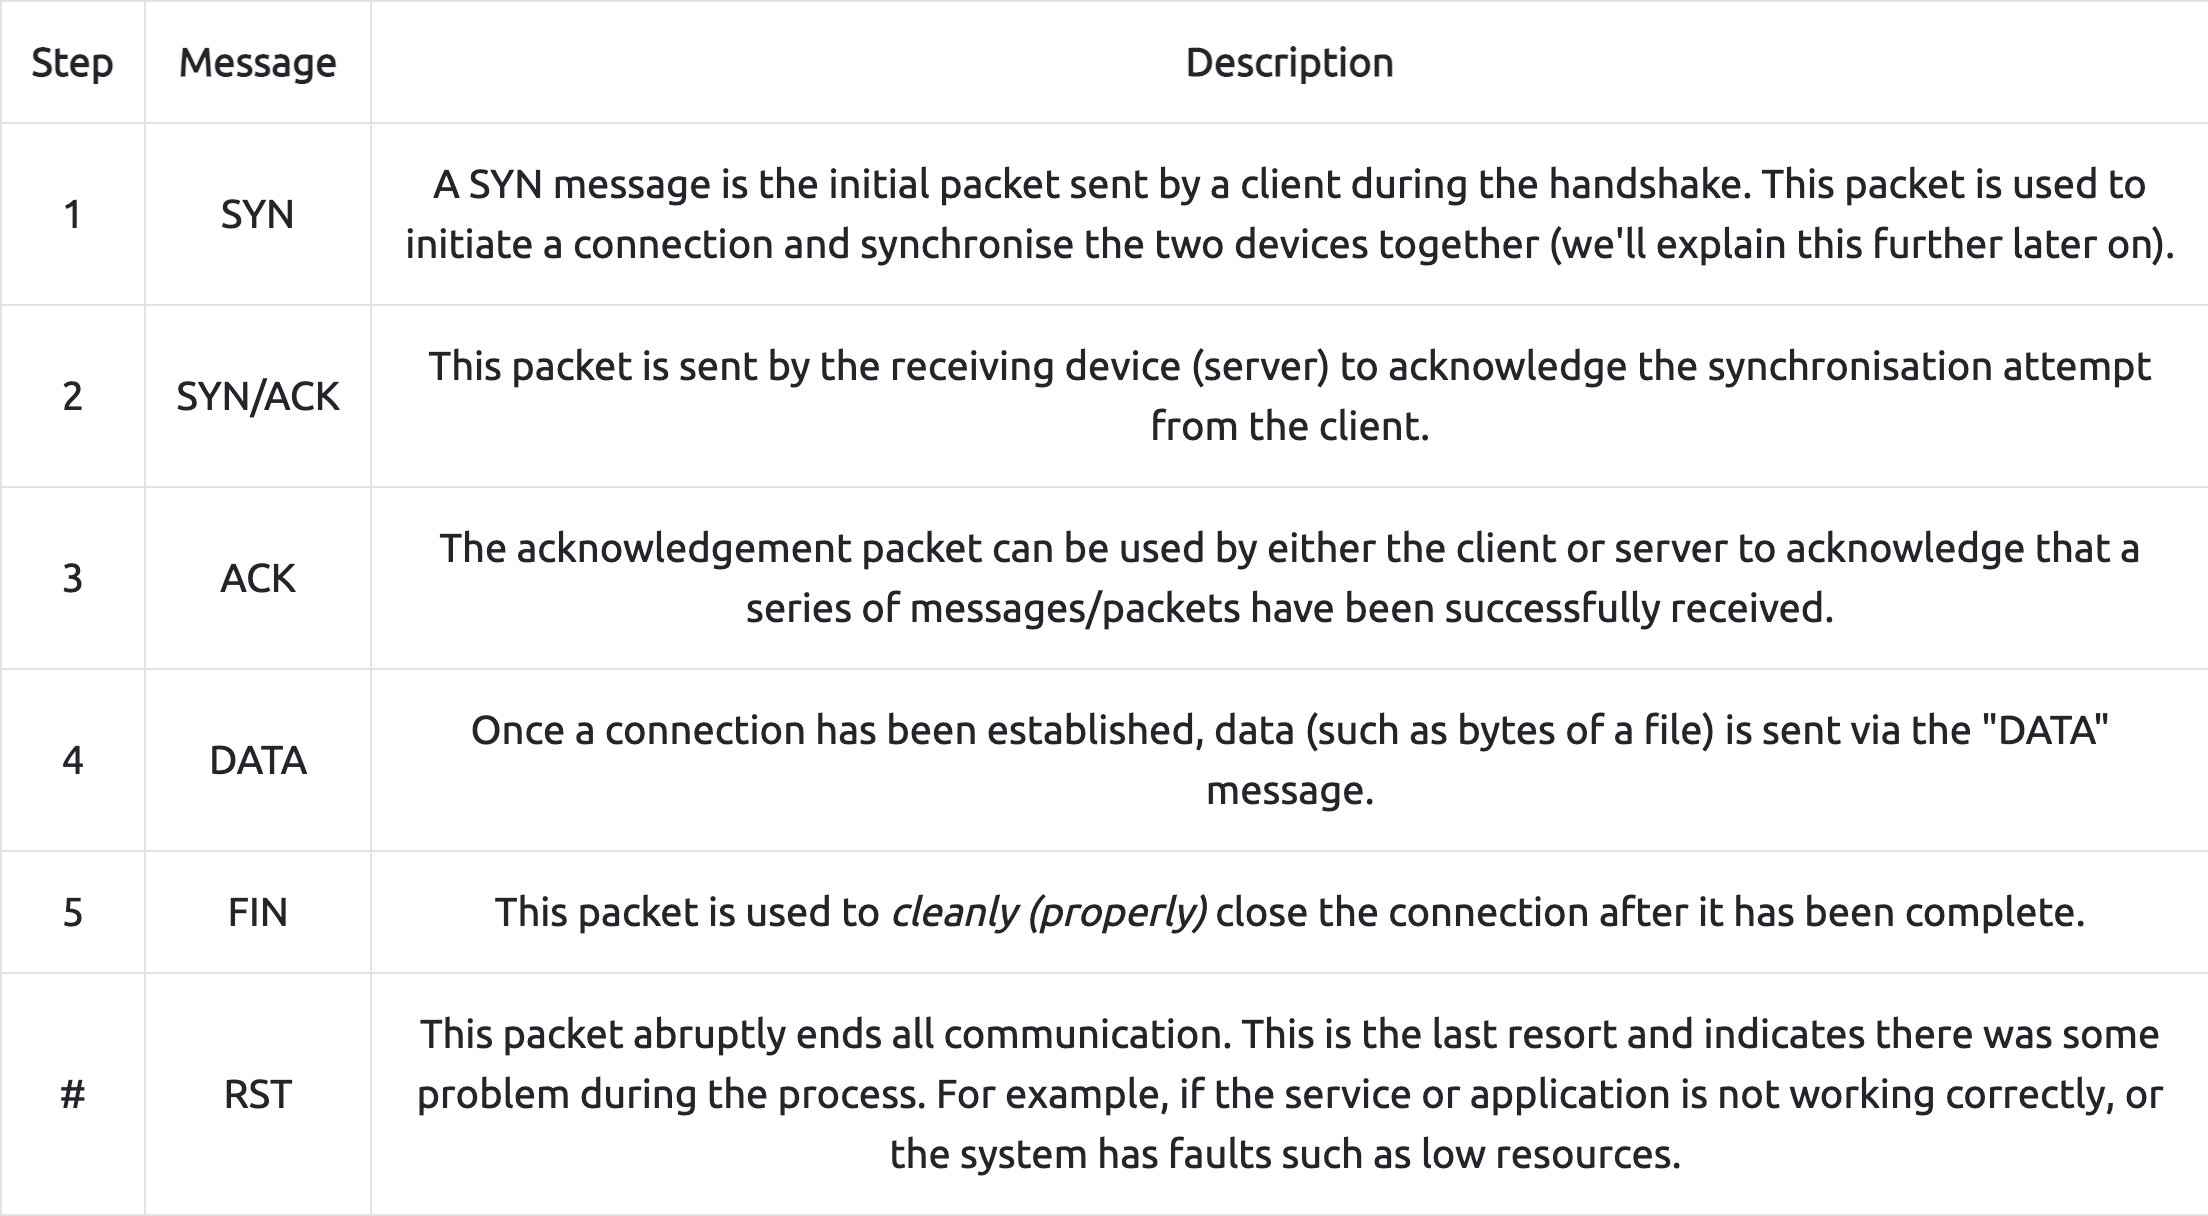 Step Message Description
1 SYN A SYN message is the initial packet sent by a client during the handshake. This packet is used to
initiate a connection and synchronise the two devices together (we'll explain this further later on).
2 SYN/ACK This packet is sent by the receiving device (server) to acknowledge the synchronisation attempt
from the client.
3 ACK The acknowledgement packet can be used by either the client or server to acknowledge that a
series of messages/packets have been successfully received.
4 DATA Once a connection has been established, data (such as bytes of a file) is sent via the "DATA"
message.
5 FIN This packet is used to cleanly (properly) close the connection after it has been complete.
# RST This packet abruptly ends all communication. This is the last resort and indicates there was some
problem during the process. For example, if the service or application is not working correctly, or
the system has faults such as low resources.